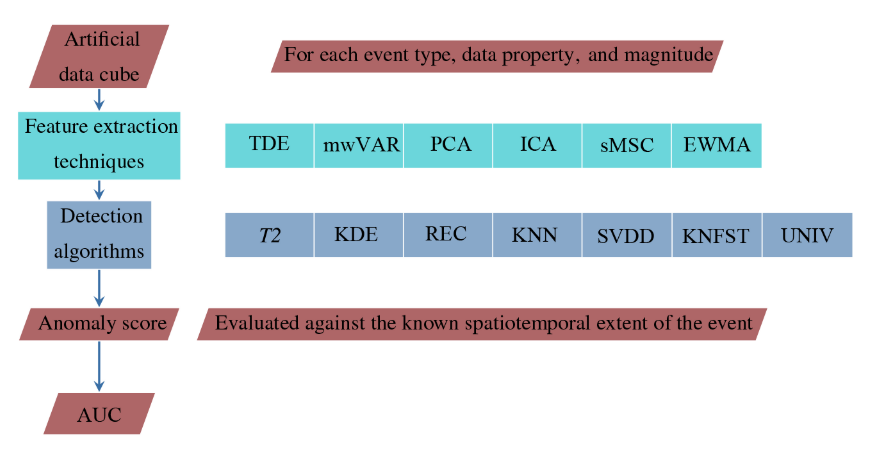 Artificial
data cube
For each event type, data property, and magnitude
Feature extraction
techniques
TDE mwVAR PCA ICA sMSC EWMA
Detection
algorithms
T2 KDE REC KNN SVDD KNFST UNIV
Anomaly score
Evaluated against the known spatiotemporal extent of the event
AUC